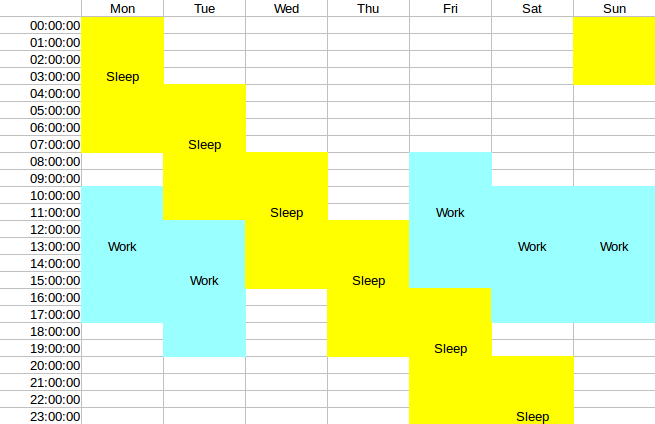 Mon Tue Wed Thu Fri Sat Sun
00:00:00
01:00:00
02:00:00
03:00:00 Sleep
04:00:00
05:00:00
06:00:00
07:00:00 Sleep
08:00:00
09:00:00
10:00:00
11:00:00 Sleep Work
12:00:00
13:00:00 Work Work Work
14:00:00
15:00:00 Work Sleep
16:00:00
17:00:00
18:00:00
19:00:00 Sleep
20:00:00
21:00:00
22:00:00
23:00:00 Sleep